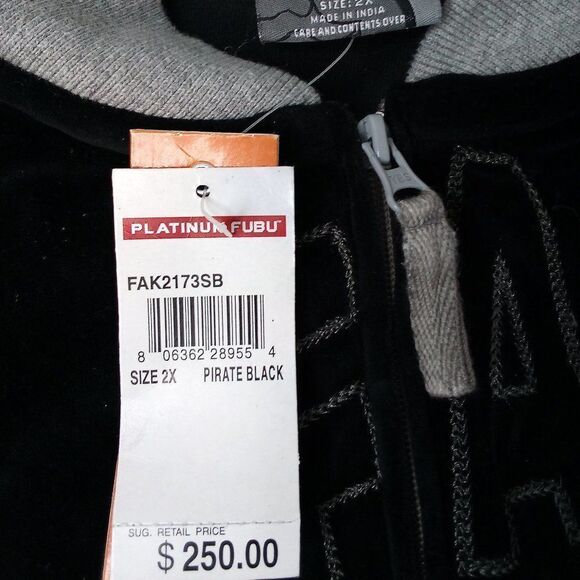 SIZE: 2X
MADE IN INDIA
CARE AND CONTENTS OVER
PLATINUM FUBU
FAK2173SB
8 06362 28955 4
SIZE 2X PIRATE BLACK
SUG. RETAIL PRICE
$ 250.00